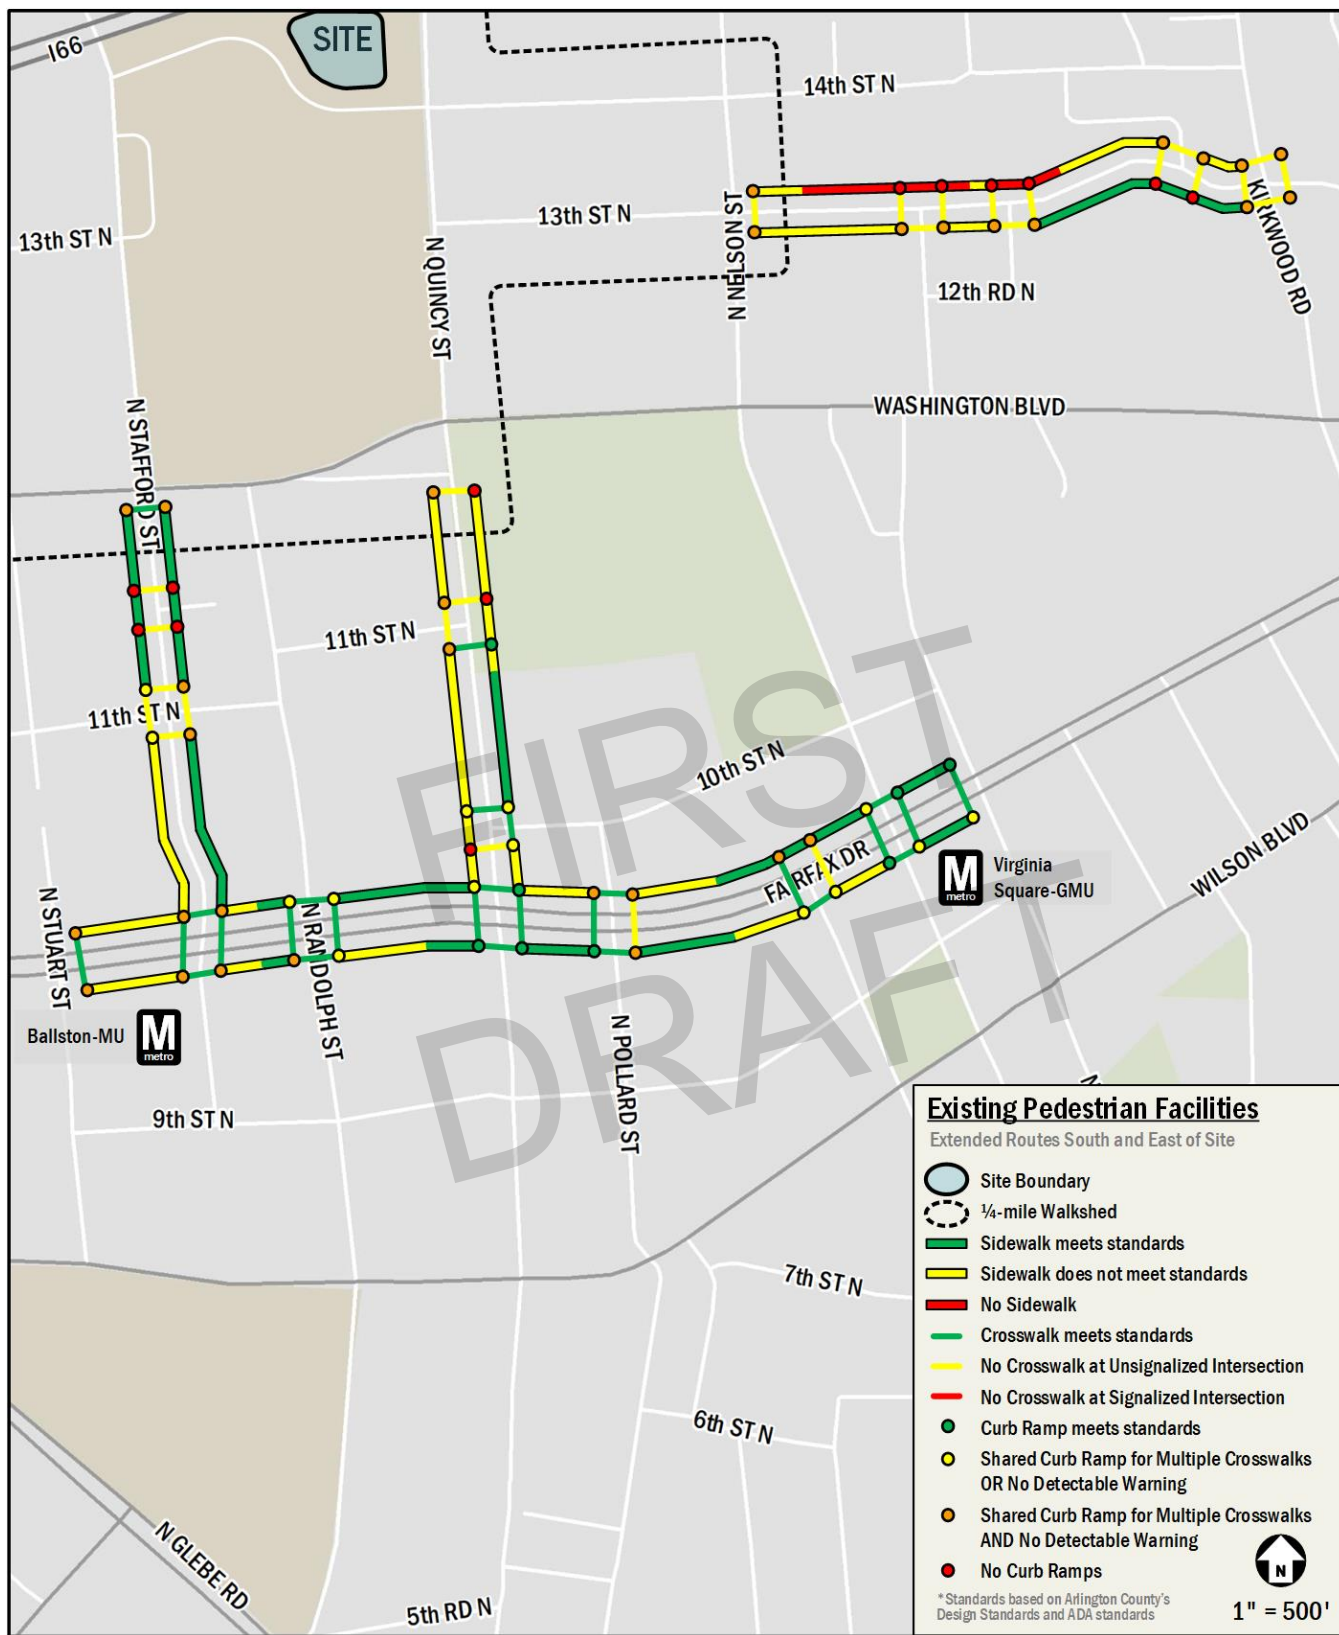 I66
SITE
14th ST N
13th ST N
13th ST N
N NELSON ST
KIRKWOOD RD
N QUINCY ST
12th RD N
WASHINGTON BLVD
N STAFFORD ST
11th ST N
11th ST N
10th ST N
FIRST
DRAFT
FAIRFAX DR
WILSON BLVD
M
metro
Virginia
Square-GMU
N STUART ST
N RANDOLPH ST
N POLLARD ST
Ballston-MU
M
metro
9th ST N
7th ST N
6th ST N
N GLEBE RD
5th RD N
Existing Pedestrian Facilities
Extended Routes South and East of Site
Site Boundary
¼-mile Walkshed
Sidewalk meets standards
Sidewalk does not meet standards
No Sidewalk
Crosswalk meets standards
No Crosswalk at Unsignalized Intersection
No Crosswalk at Signalized Intersection
Curb Ramp meets standards
Shared Curb Ramp for Multiple Crosswalks
OR No Detectable Warning
Shared Curb Ramp for Multiple Crosswalks
AND No Detectable Warning
No Curb Ramps
*Standards based on Arlington County's
Design Standards and ADA standards
N
1" = 500'